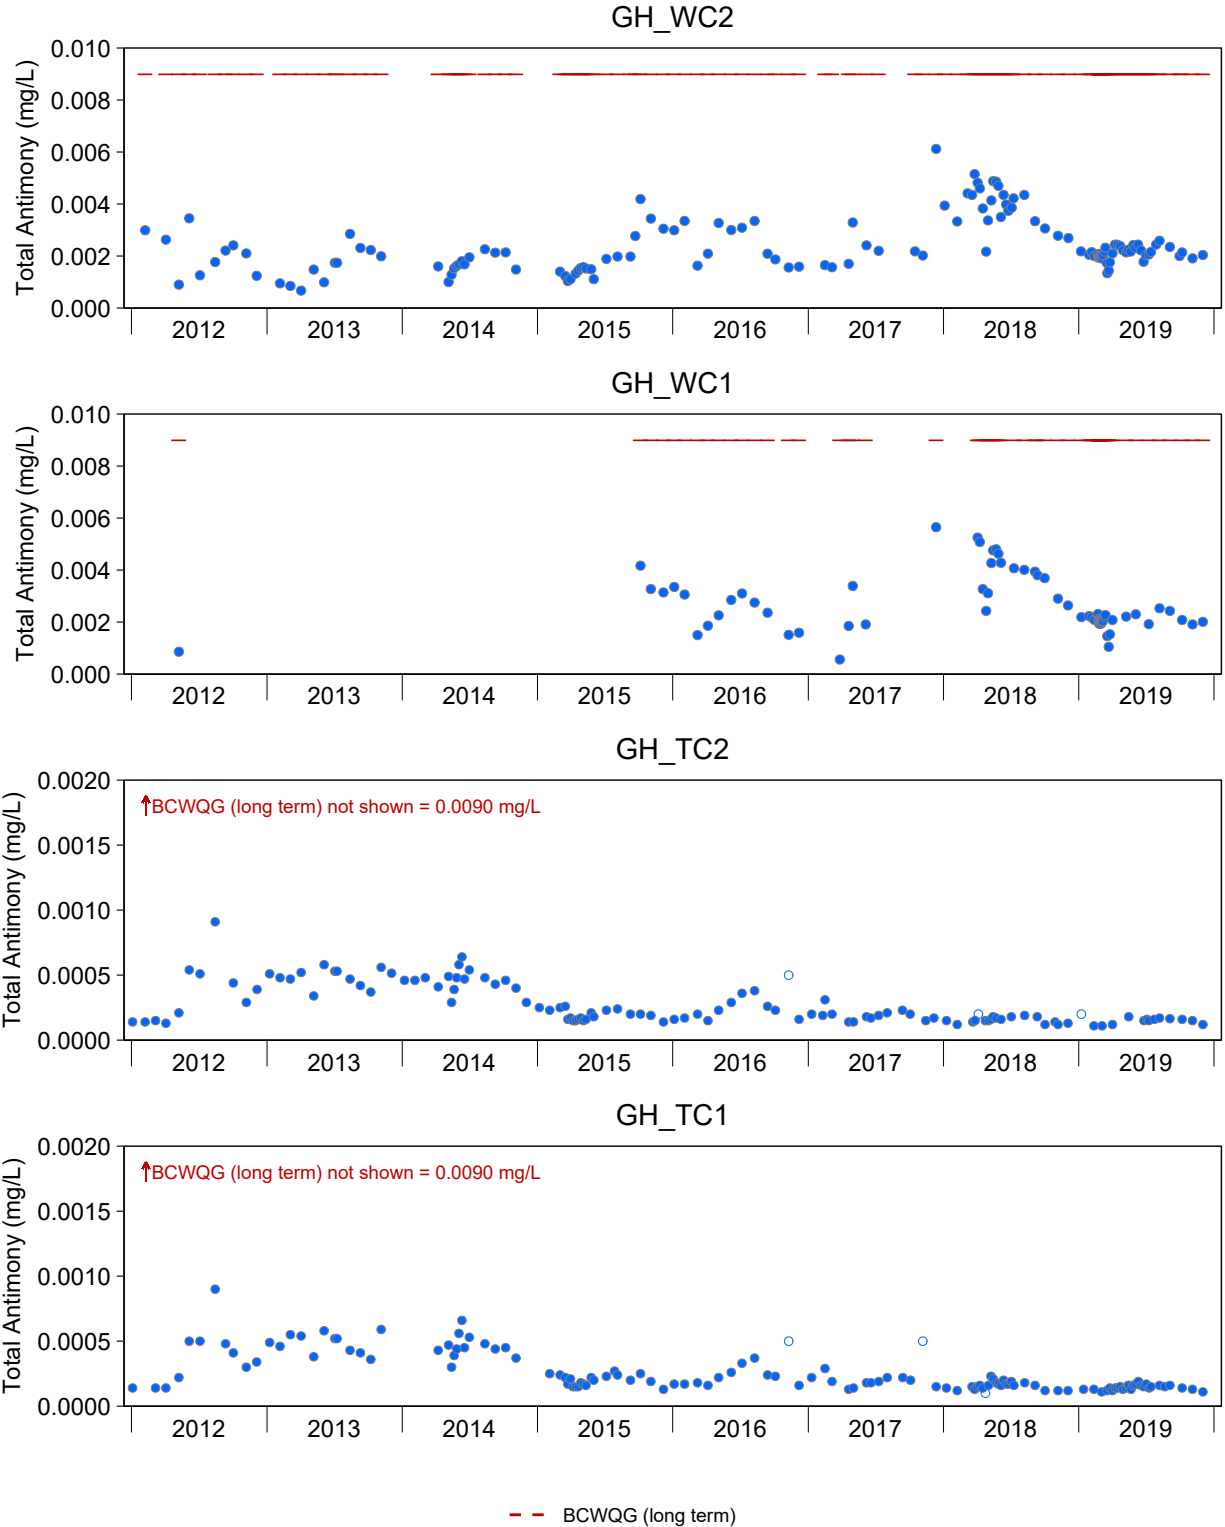 GH_WC2
Total Antimony (mg/L)
0.010
0.008
0.006
0.004
0.002
0.000
2012 2013 2014 2015 2016 2017 2018 2019
GH_WC1
Total Antimony (mg/L)
0.010
0.008
0.006
0.004
0.002
0.000
2012 2013 2014 2015 2016 2017 2018 2019
GH_TC2
Total Antimony (mg/L)
0.0020
0.0015
0.0010
0.0005
0.0000
BCWQG (long term) not shown = 0.0090 mg/L
2012 2013 2014 2015 2016 2017 2018 2019
GH_TC1
Total Antimony (mg/L)
0.0020
0.0015
0.0010
0.0005
0.0000
BCWQG (long term) not shown = 0.0090 mg/L
2012 2013 2014 2015 2016 2017 2018 2019
BCWQG (long term)